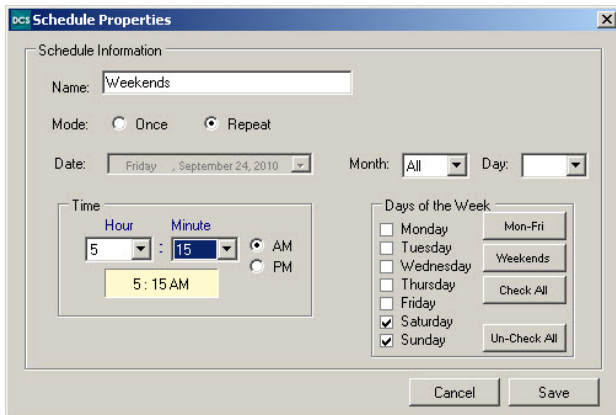 DCS Schedule Properties
Schedule Information
Name: Weekends
Mode: Once Repeat
Date: Friday , September 24, 2010 Month: All Day:
Time
Hour Minute
5 : 15 AM
PM
5 : 15 AM
Days of the Week
Monday Mon-Fri
Tuesday
Wednesday Weekends
Thursday Check All
Friday
Saturday
Sunday Un-Check All
Cancel Save